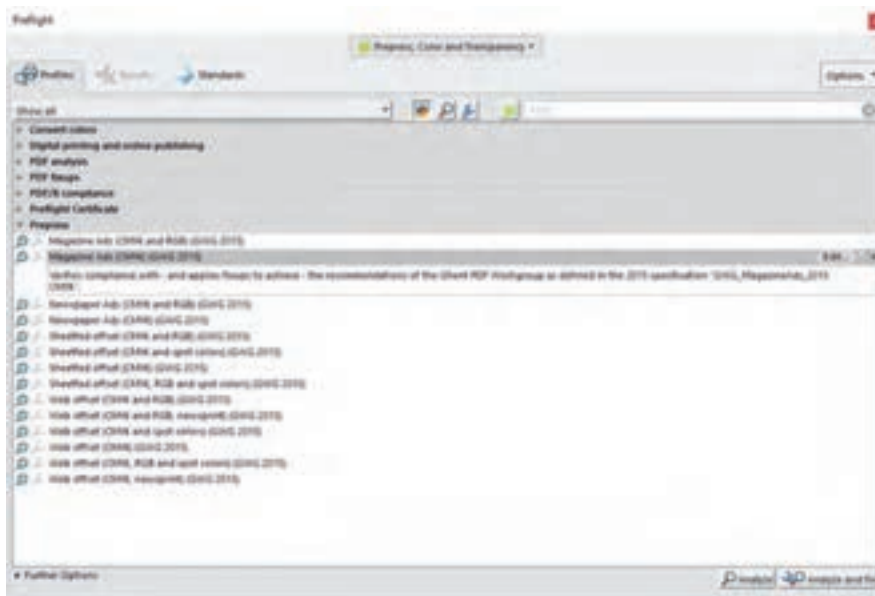 Preflight
Prepress, Color and Transparency
Profiles Results Standards Options
Show all
Convert colors
Digital printing and online publishing
PDF analysis
PDF fixups
PDF/X compliance
Preflight Certificate
Prepress
Magazine Ads (CMYK and RGB) (GWG 2015)
Magazine Ads (CMYK) (GWG 2015)
Verifies compliance with - and applies fixups to achieve - the recommendations of the Ghent PDF Workgroup as defined in the 2015 specification 'GWG_MagazineAds_2015
CMYK'
Newspaper Ads (CMYK and RGB) (GWG 2015)
Newspaper Ads (CMYK) (GWG 2015)
Sheetfed offset (CMYK and RGB) (GWG 2015)
Sheetfed offset (CMYK and spot colors) (GWG 2015)
Sheetfed offset (CMYK) (GWG 2015)
Sheetfed offset (CMYK, RGB and spot colors) (GWG 2015)
Web offset (CMYK and RGB) (GWG 2015)
Web offset (CMYK and RGB, newsprint) (GWG 2015)
Web offset (CMYK and spot colors) (GWG 2015)
Web offset (CMYK) (GWG 2015)
Web offset (CMYK, RGB and spot colors) (GWG 2015)
Web offset (CMYK, newsprint) (GWG 2015)
Further Options
Analyze Analyze and fix